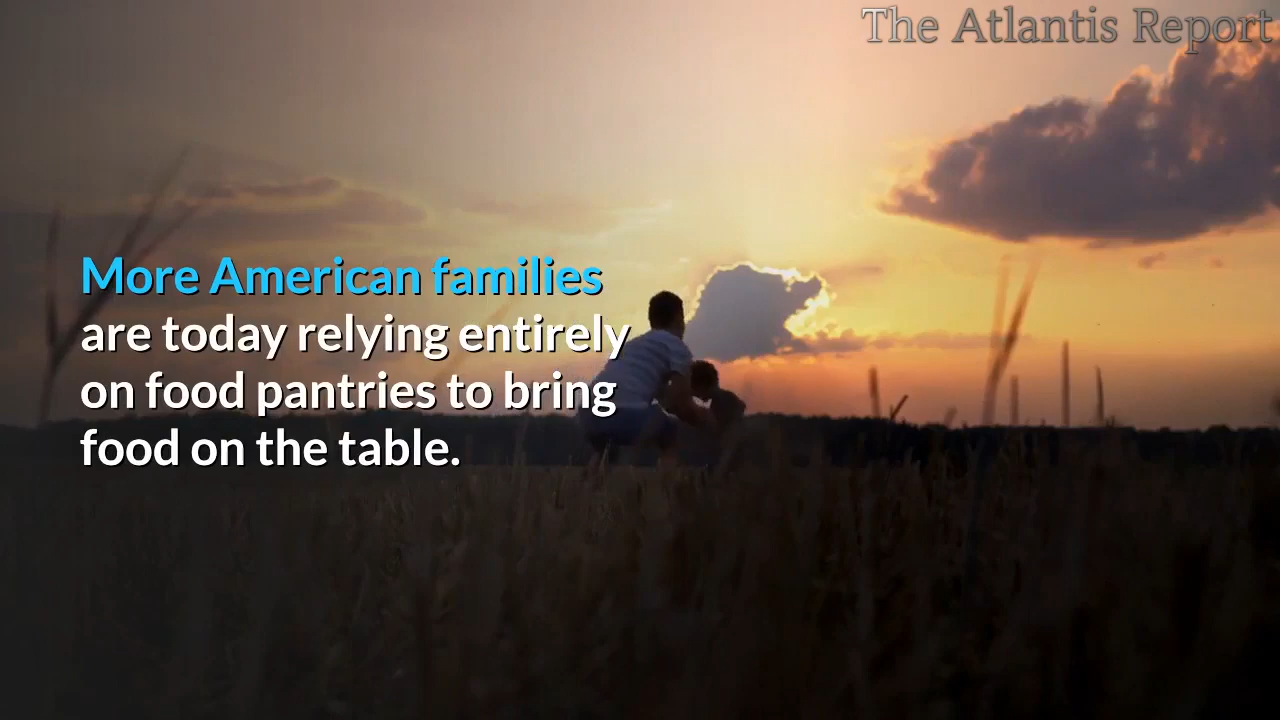 The Atlantis Report
More American families
are today relying entirely
on food pantries to bring
food on the table.